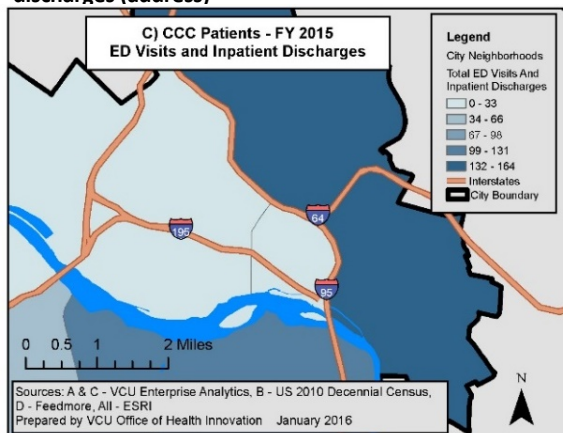 discharges (address)
C) CCC Patients - FY 2015
ED Visits and Inpatient Discharges
Legend
City Neighborhoods
Total ED Visits And
Inpatient Discharges
0 - 33
34 - 66
67 - 98
99 - 131
132 - 164
Interstates
City Boundary
64
195
95
0 0.5 1 2 Miles
N
Sources: A & C - VCU Enterprise Analytics, B - US 2010 Decennial Census,
D - Feedmore, All - ESRI
Prepared by VCU Office of Health Innovation January 2016